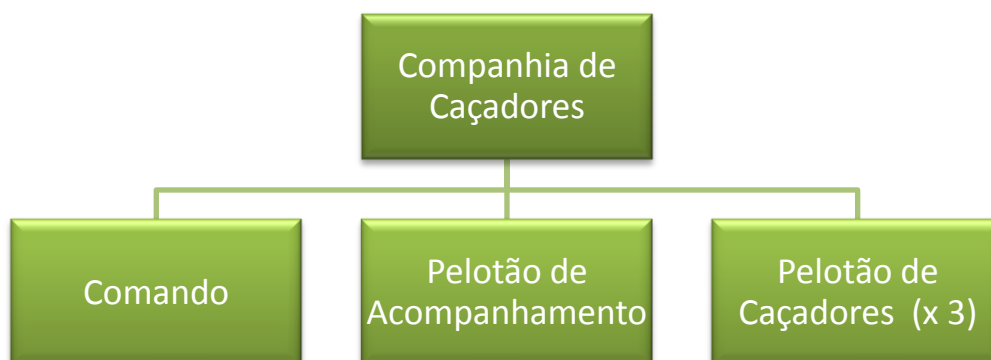 Companhia de
Caçadores
Comando
Pelotão de
Acompanhamento
Pelotão de
Caçadores (x 3)